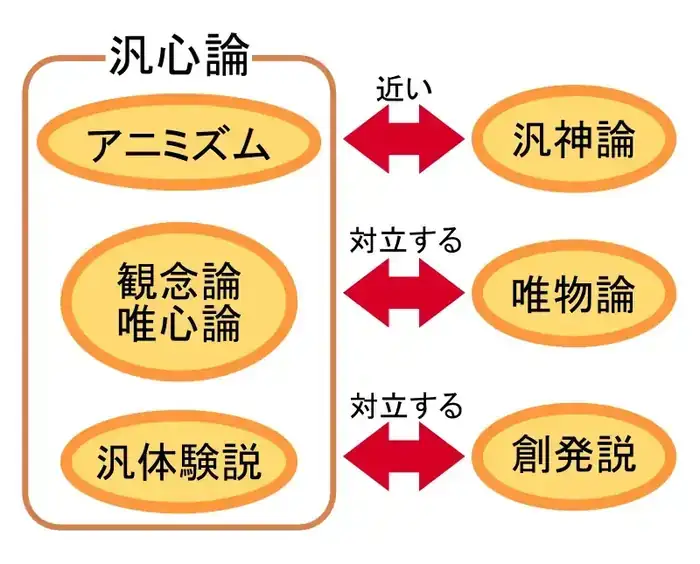 汎心論
アニミズム
近い
汎神論
観念論
唯心論
対立する
唯物論
汎体験説
対立する
創発説